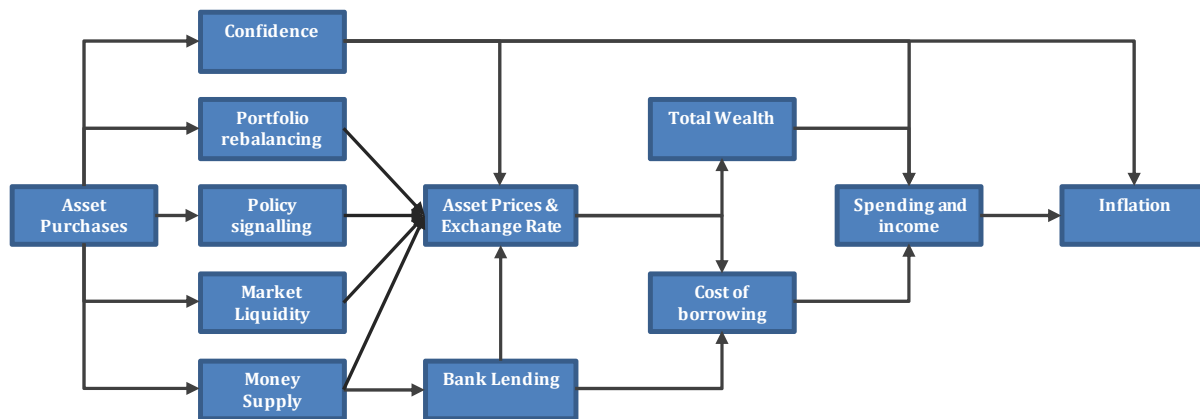 Confidence
Portfolio
rebalancing
Total Wealth
Asset
Purchases
Policy
signalling
Asset Prices &
Exchange Rate
Spending and
income
Inflation
Market
Liquidity
Cost of
borrowing
Money
Supply
Bank Lending